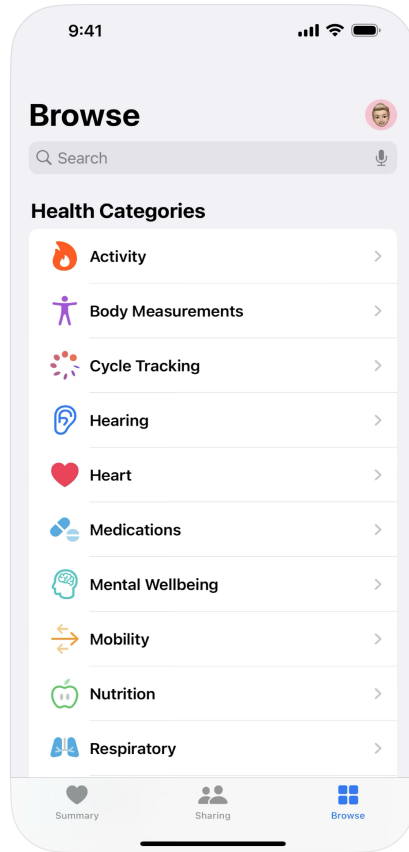 9:41
Browse
Search
Health Categories
Activity
Body Measurements
Cycle Tracking
Hearing
Heart
Medications
Mental Wellbeing
Mobility
Nutrition
Respiratory
Summary
Sharing
Browse